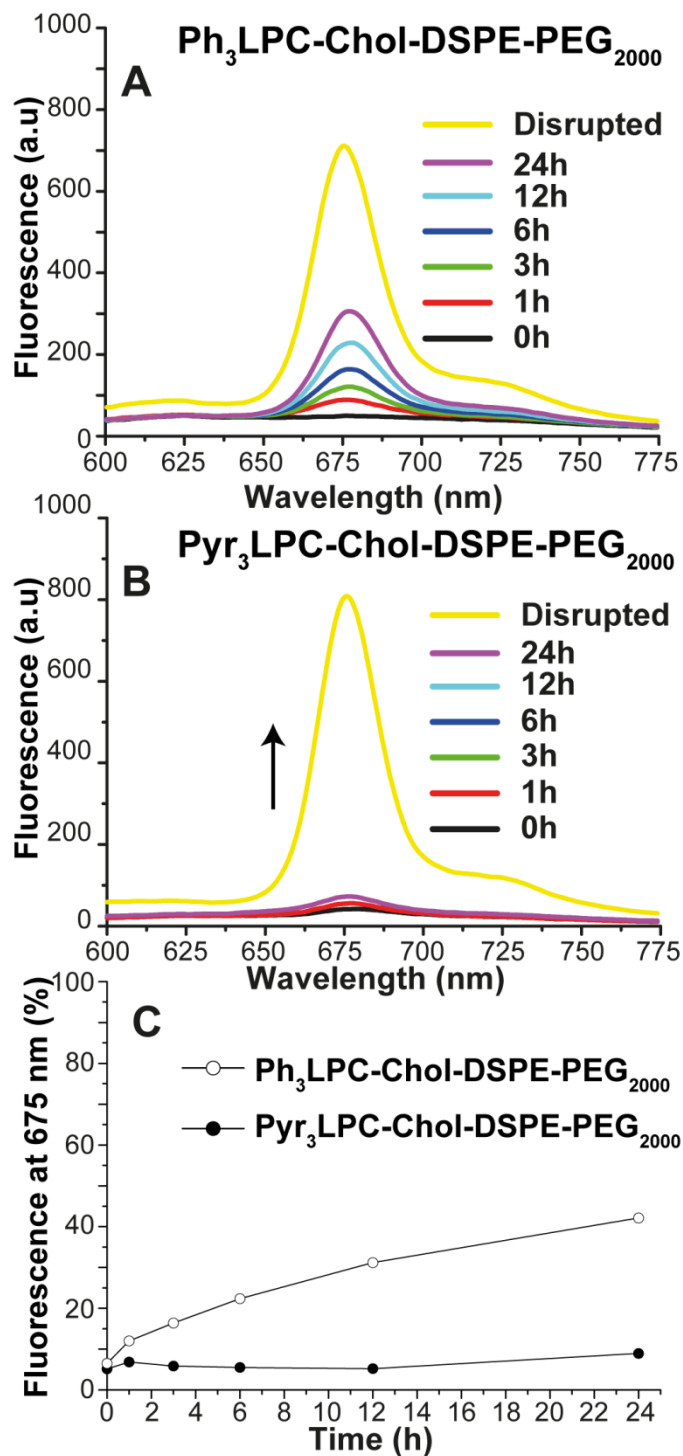 Ph₃LPC-Chol-DSPE-PEG₂₀₀₀
A
Fluorescence (a.u)
1000
800
600
400
200
0
Disrupted
24h
12h
6h
3h
1h
0h
600 625 650 675 700 725 750 775
Wavelength (nm)
Pyr₃LPC-Chol-DSPE-PEG₂₀₀₀
B
Fluorescence (a.u)
1000
800
600
400
200
0
Disrupted
24h
12h
6h
3h
1h
0h
600 625 650 675 700 725 750 775
Wavelength (nm)
C
Fluorescence at 675 nm (%)
100
80
60
40
20
0
Ph₃LPC-Chol-DSPE-PEG₂₀₀₀
Pyr₃LPC-Chol-DSPE-PEG₂₀₀₀
0 2 4 6 8 10 12 14 16 18 20 22 24
Time (h)